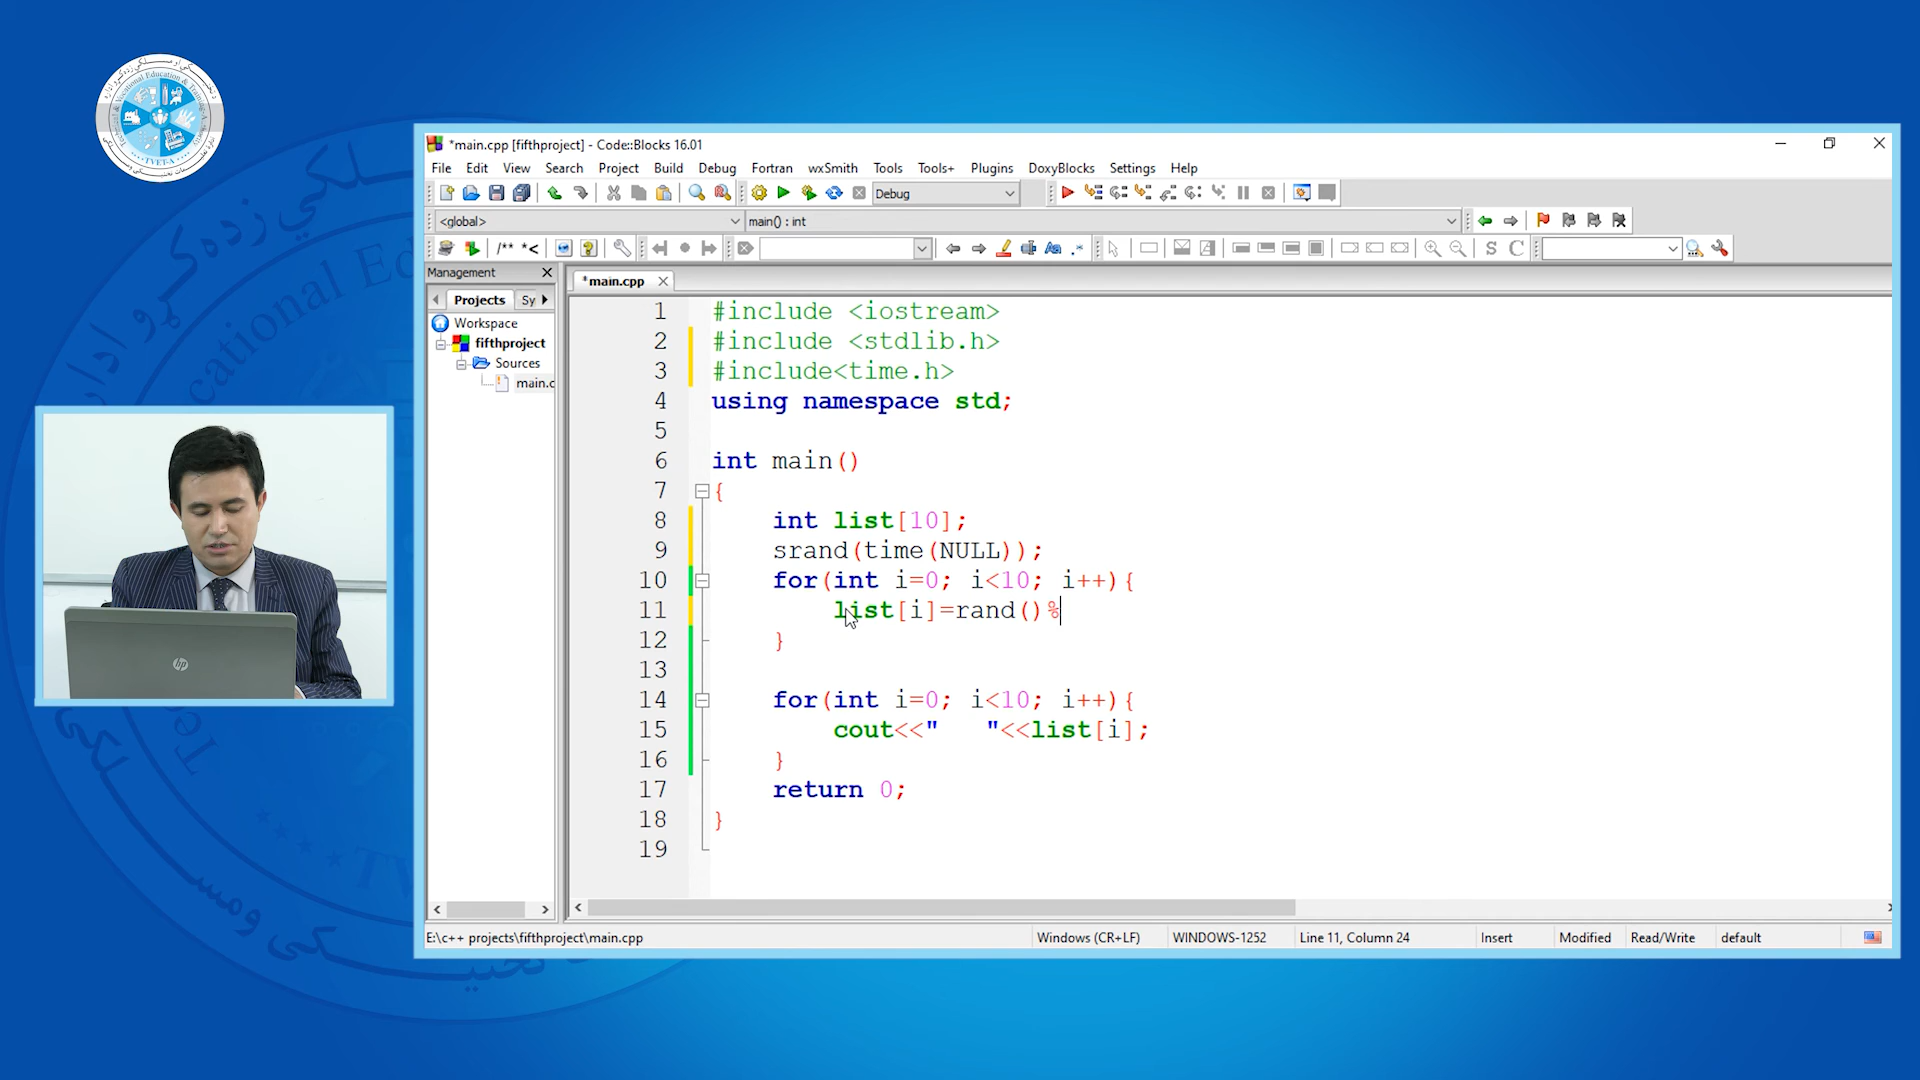 *main.cpp [fifthproject] - Code::Blocks 16.01
File Edit View Search Project Build Debug Fortran wxSmith Tools Tools+ Plugins DoxyBlocks Settings Help
Debug
<global>
main() : int
/** *<
S C
Management
*main.cpp
Projects Sy
Workspace
fifthproject
Sources
main.c
1 #include <iostream>
2 #include <stdlib.h>
3 #include<time.h>
4 using namespace std;
5
6 int main()
7 {
8 int list[10];
9 srand(time(NULL));
10 for(int i=0; i<10; i++){
11 list[i]=rand()%
12 }
13
14 for(int i=0; i<10; i++){
15 cout<<"   "<<list[i];
16 }
17 return 0;
18 }
19
E:\c++ projects\fifthproject\main.cpp
Windows (CR+LF)
WINDOWS-1252
Line 11, Column 24
Insert
Modified
Read/Write
default
hp
TVET-A